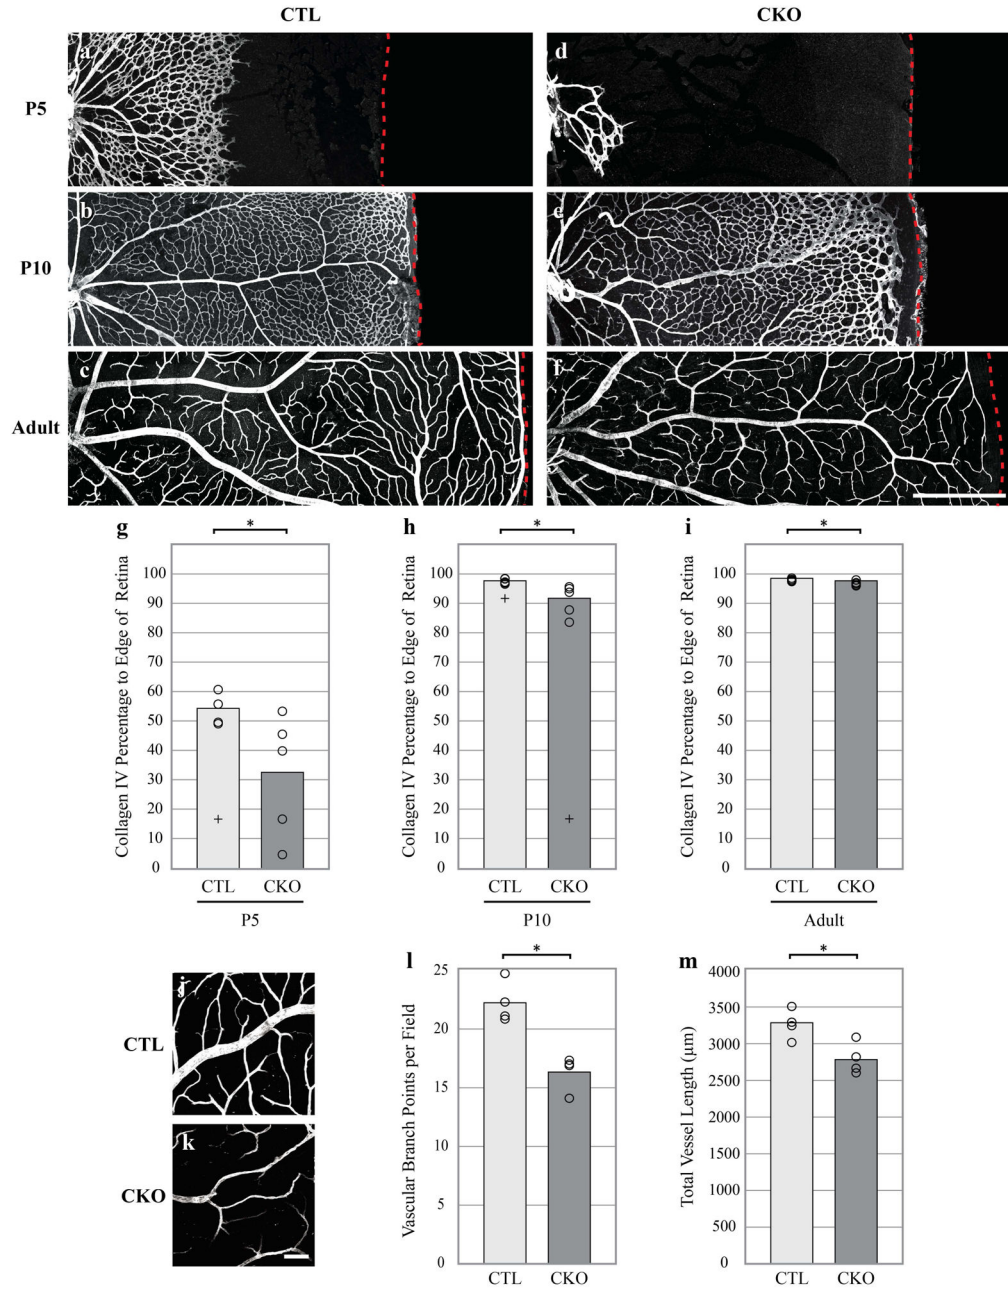 CTL CKO
a d
P5
b e
P10
c f
Adult
g * h * i *
Collagen IV Percentage to Edge of Retina
100
90
80
70
60
50
40
30
20
10
0
CTL CKO
P5
Collagen IV Percentage to Edge of Retina
100
90
80
70
60
50
40
30
20
10
0
CTL CKO
P10
Collagen IV Percentage to Edge of Retina
100
90
80
70
60
50
40
30
20
10
0
CTL CKO
Adult
j
CTL
k
CKO
l *
Vascular Branch Points per Field
25
20
15
10
5
0
CTL CKO
m *
Total Vessel Length (µm)
4000
3500
3000
2500
2000
1500
1000
500
0
CTL CKO